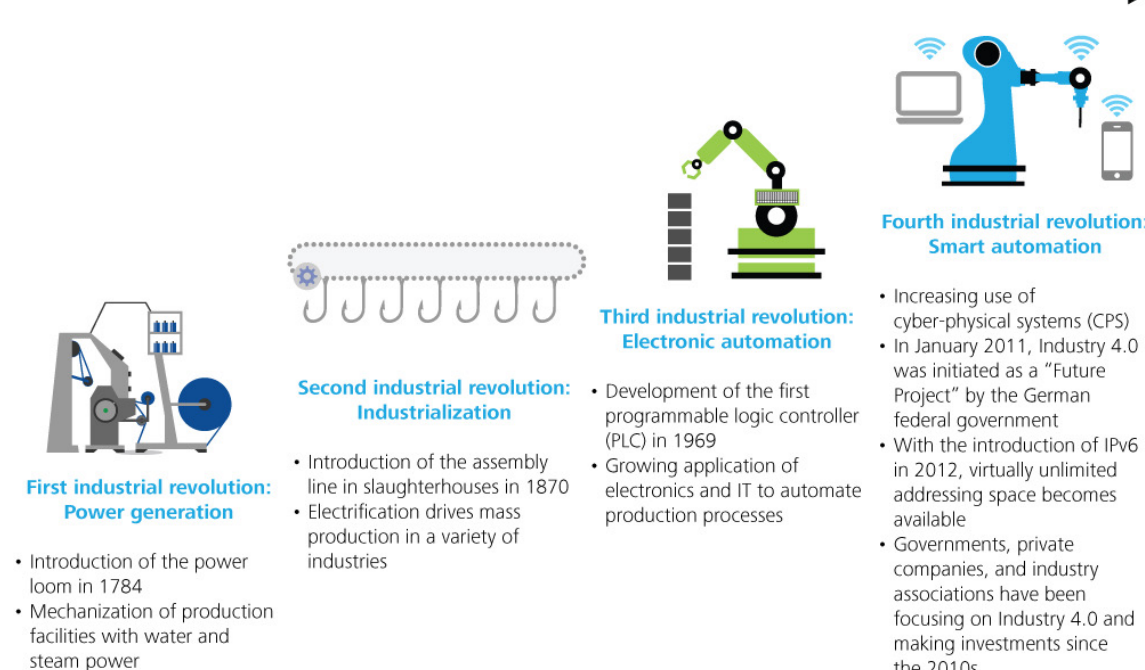 First industrial revolution:
Power generation
• Introduction of the power
loom in 1784
• Mechanization of production
facilities with water and
steam power
Second industrial revolution:
Industrialization
• Introduction of the assembly
line in slaughterhouses in 1870
• Electrification drives mass
production in a variety of
industries
Third industrial revolution:
Electronic automation
• Development of the first
programmable logic controller
(PLC) in 1969
• Growing application of
electronics and IT to automate
production processes
Fourth industrial revolution:
Smart automation
• Increasing use of
cyber-physical systems (CPS)
• In January 2011, Industry 4.0
was initiated as a “Future
Project” by the German
federal government
• With the introduction of IPv6
in 2012, virtually unlimited
addressing space becomes
available
• Governments, private
companies, and industry
associations have been
focusing on Industry 4.0 and
making investments since
the 2010s